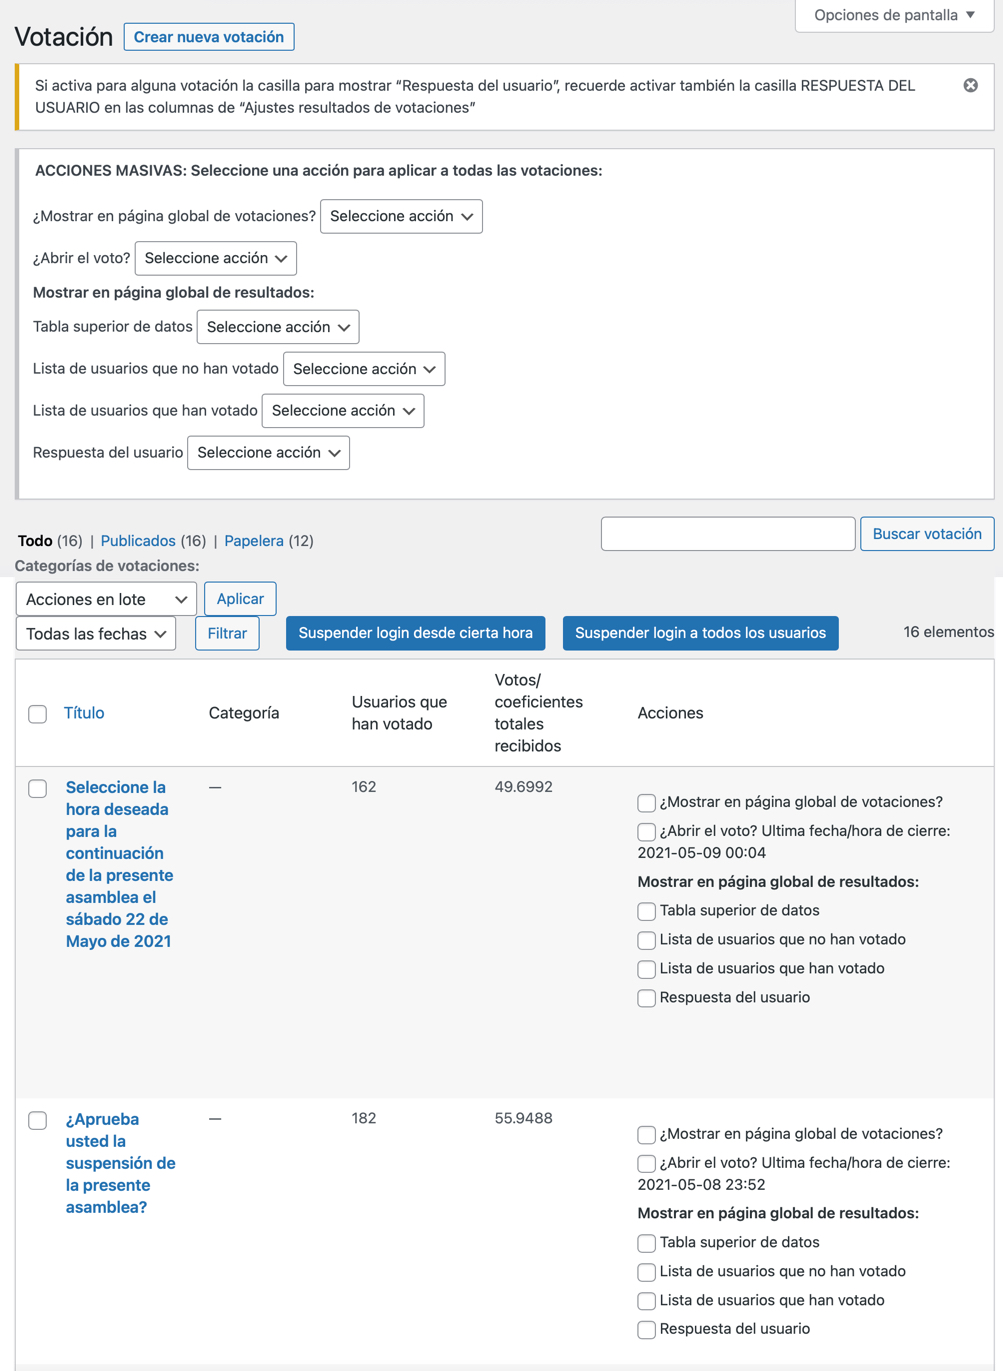 Opciones de pantalla
Votación
Crear nueva votación
Si activa para alguna votación la casilla para mostrar “Respuesta del usuario”, recuerde activar también la casilla RESPUESTA DEL
USUARIO en las columnas de “Ajustes resultados de votaciones”
ACCIONES MASIVAS: Seleccione una acción para aplicar a todas las votaciones:
¿Mostrar en página global de votaciones? Seleccione acción
¿Abrir el voto? Seleccione acción
Mostrar en página global de resultados:
Tabla superior de datos Seleccione acción
Lista de usuarios que no han votado Seleccione acción
Lista de usuarios que han votado Seleccione acción
Respuesta del usuario Seleccione acción
Todo (16) | Publicados (16) | Papelera (12)
Buscar votación
Categorías de votaciones:
Acciones en lote Aplicar
Todas las fechas Filtrar Suspender login desde cierta hora Suspender login a todos los usuarios 16 elementos
Título
Categoría
Usuarios que
han votado
Votos/
coeficientes
totales
recibidos
Acciones
Seleccione la
hora deseada
para la
continuación
de la presente
asamblea el
sábado 22 de
Mayo de 2021
—
162
49.6992
¿Mostrar en página global de votaciones?
¿Abrir el voto? Ultima fecha/hora de cierre:
2021-05-09 00:04
Mostrar en página global de resultados:
Tabla superior de datos
Lista de usuarios que no han votado
Lista de usuarios que han votado
Respuesta del usuario
¿Aprueba
usted la
suspensión de
la presente
asamblea?
—
182
55.9488
¿Mostrar en página global de votaciones?
¿Abrir el voto? Ultima fecha/hora de cierre:
2021-05-08 23:52
Mostrar en página global de resultados:
Tabla superior de datos
Lista de usuarios que no han votado
Lista de usuarios que han votado
Respuesta del usuario